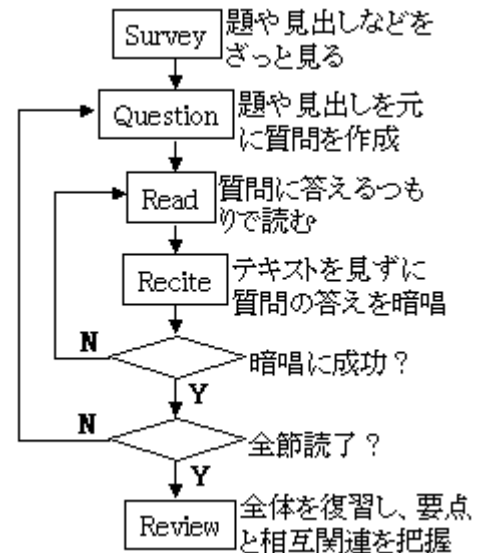 Survey
題や見出しなどを
ざっと見る
Question
題や見出しを元
に質問を作成
Read
質問に答えるつも
りで読む
Recite
テキストを見ずに
質問の答えを暗唱
N
暗唱に成功？
Y
N
全節読了？
Y
Review
全体を復習し、要点
と相互関連を把握